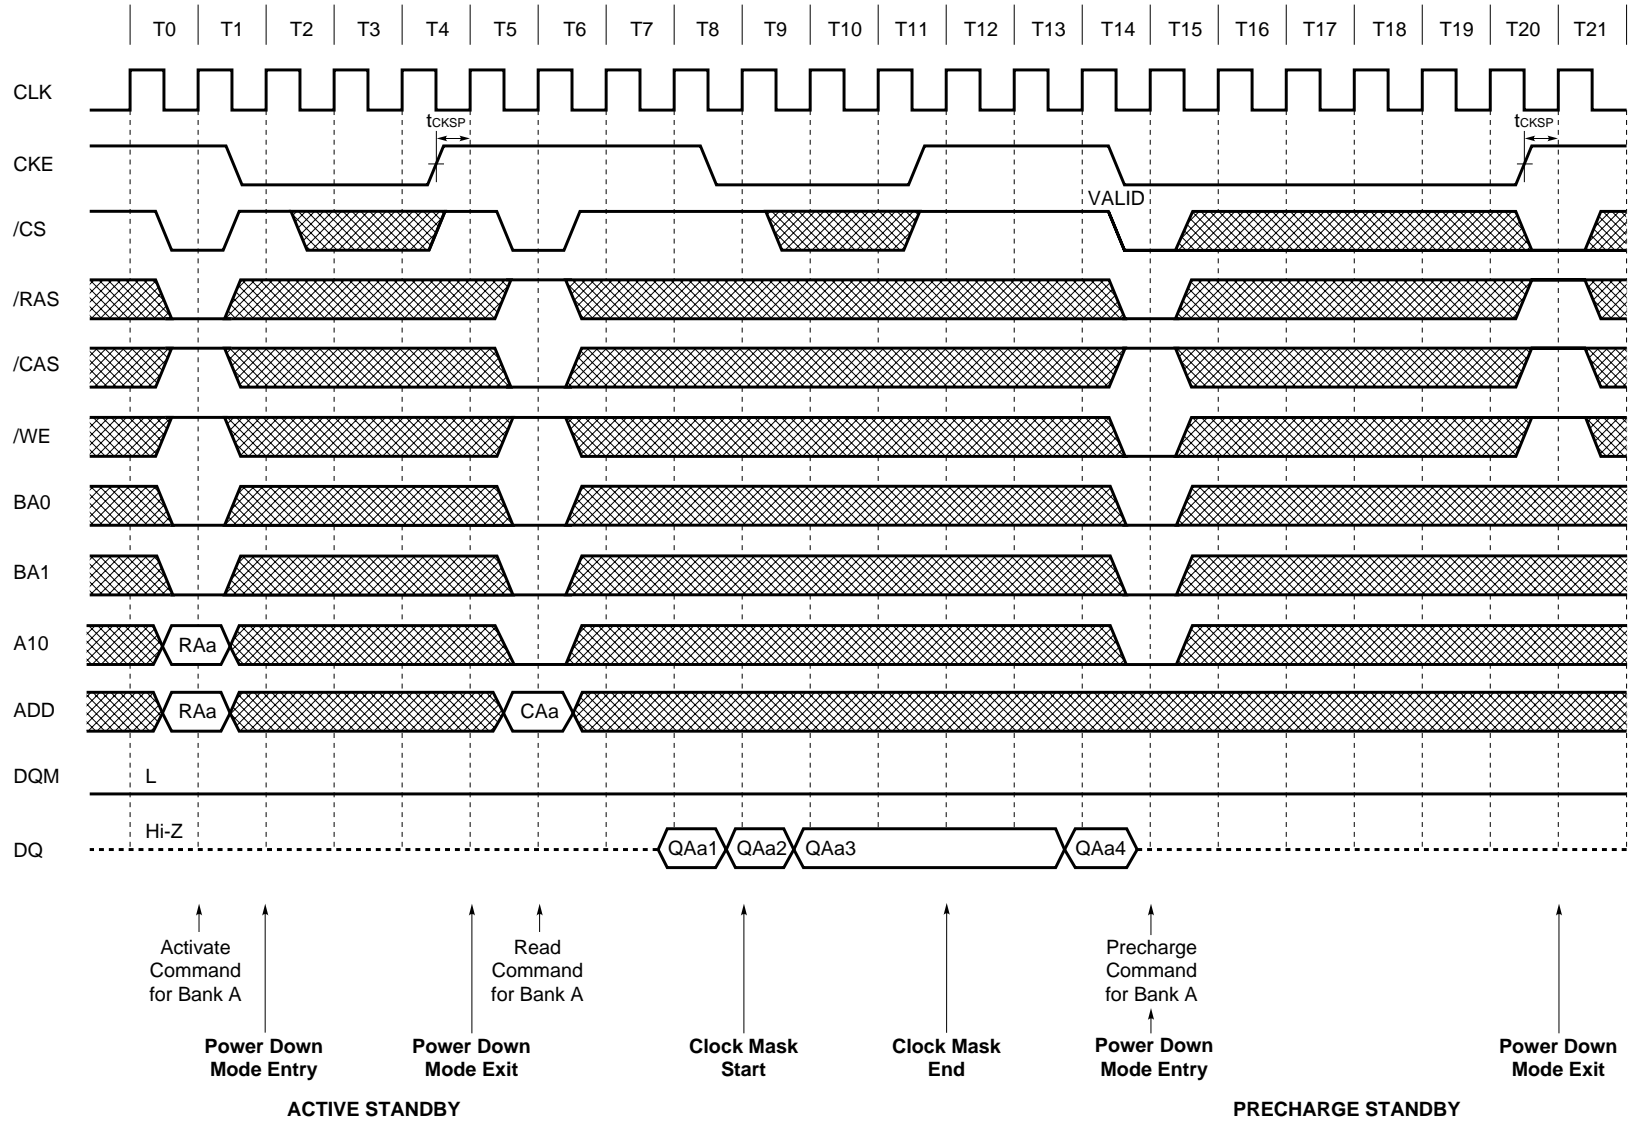 T0 T1 T2 T3 T4 T5 T6 T7 T8 T9 T10 T11 T12 T13 T14 T15 T16 T17 T18 T19 T20 T21
CLK
tCKSP tCKSP
CKE
VALID
/CS
/RAS
/CAS
/WE
BA0
BA1
A10 RAa
ADD RAa CAa
DQM L
Hi-Z
DQ QAa1 QAa2 QAa3 QAa4
Activate
Command
for Bank A
Read
Command
for Bank A
Precharge
Command
for Bank A
Power Down
Mode Entry
Power Down
Mode Exit
Clock Mask
Start
Clock Mask
End
Power Down
Mode Entry
Power Down
Mode Exit
ACTIVE STANDBY
PRECHARGE STANDBY